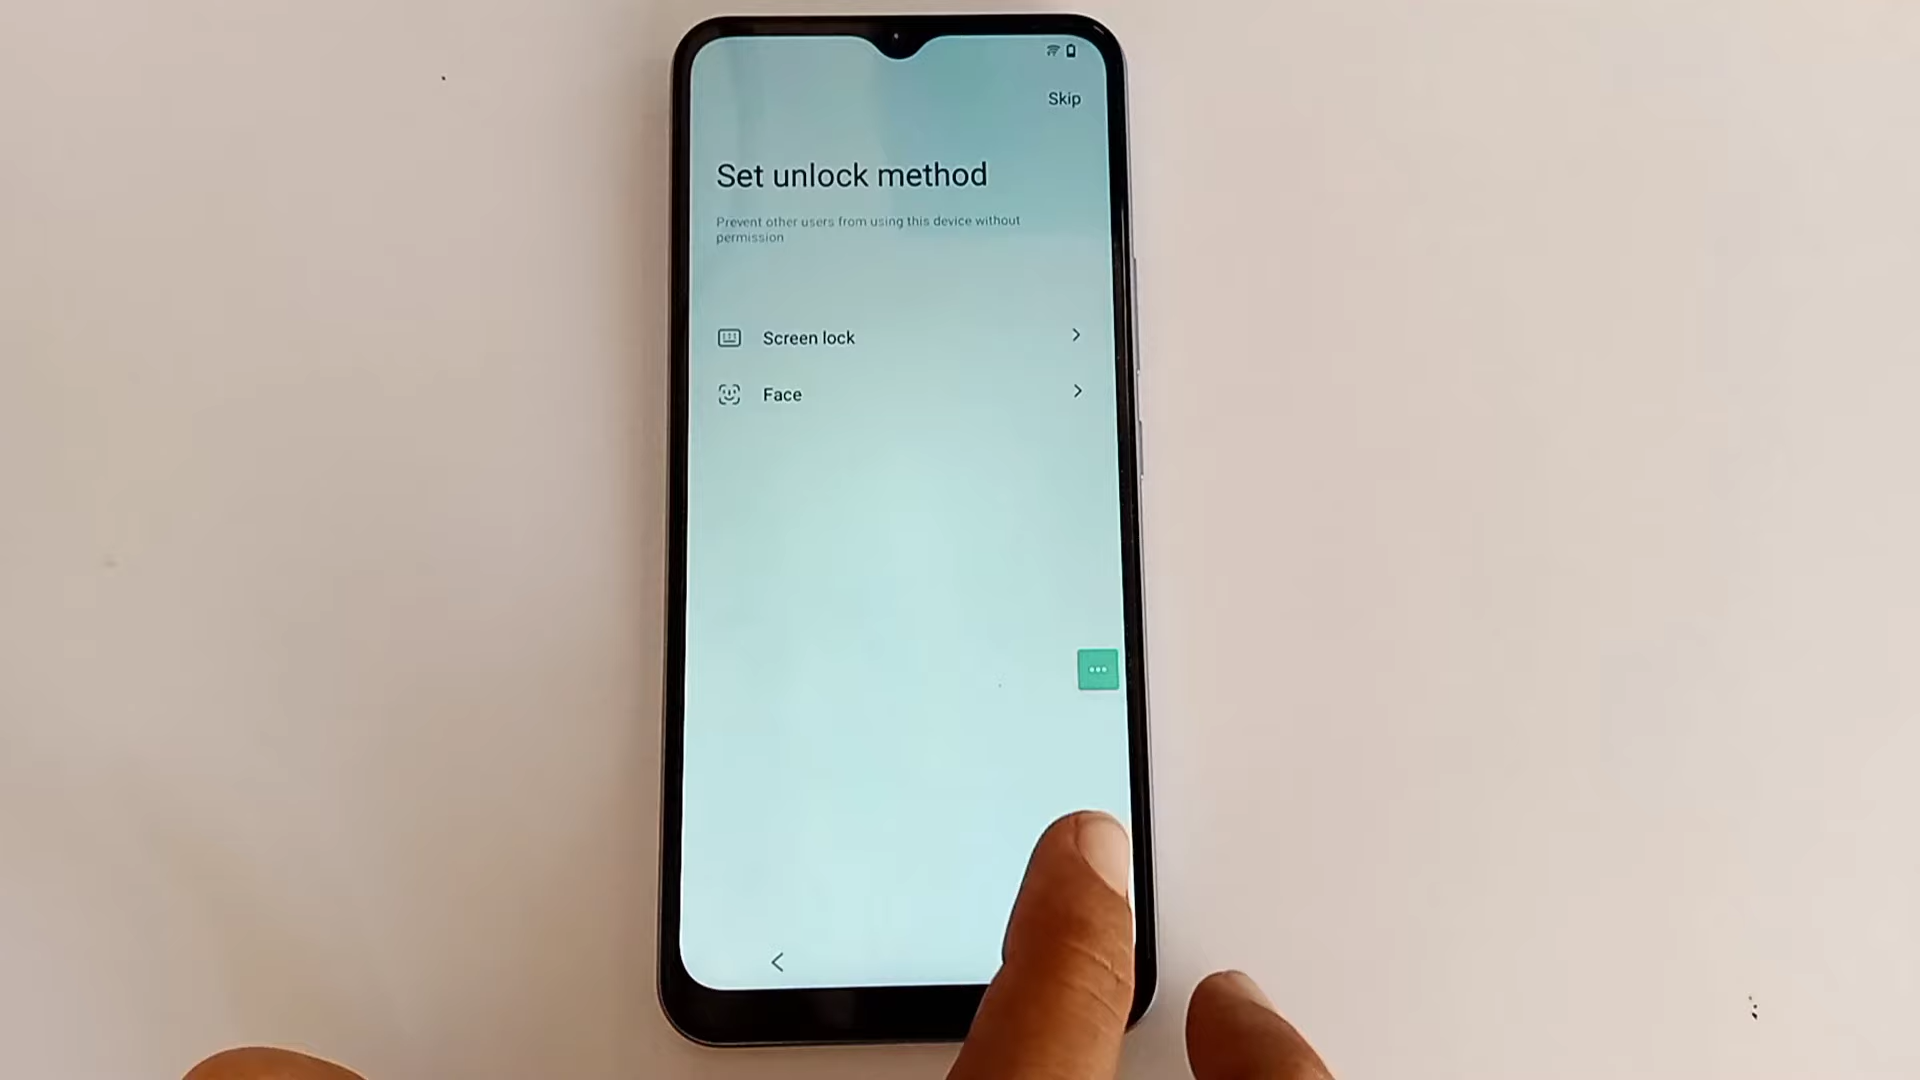 Skip
Set unlock method
Prevent other users from using this device without
permission
Screen lock
Face